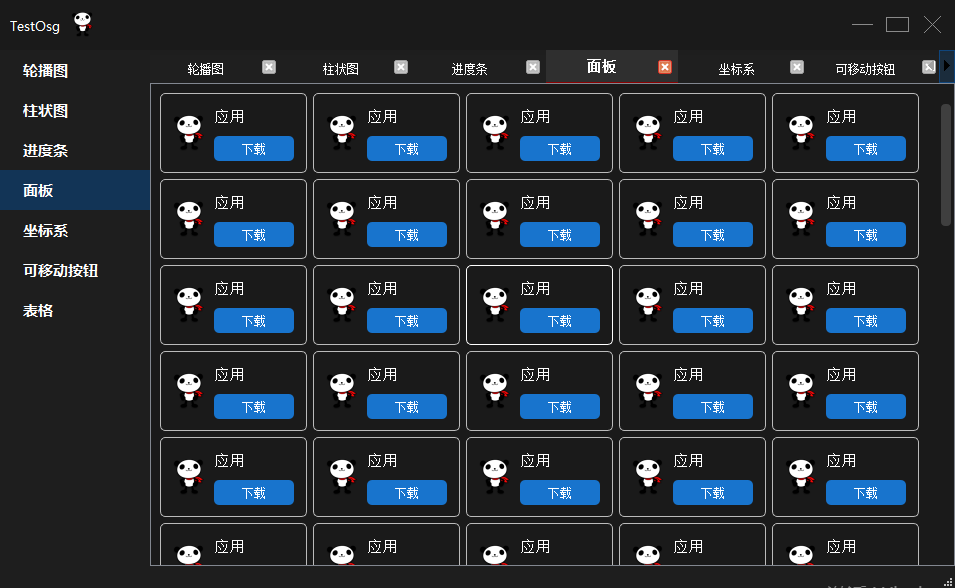 TestOsg
轮播图
柱状图
进度条
面板
坐标系
可移动按钮
表格
轮播图 柱状图 进度条 面板 坐标系 可移动按钮
应用 应用 应用 应用 应用
下载 下载 下载 下载 下载
应用 应用 应用 应用 应用
下载 下载 下载 下载 下载
应用 应用 应用 应用 应用
下载 下载 下载 下载 下载
应用 应用 应用 应用 应用
下载 下载 下载 下载 下载
应用 应用 应用 应用 应用
下载 下载 下载 下载 下载
应用 应用 应用 应用 应用